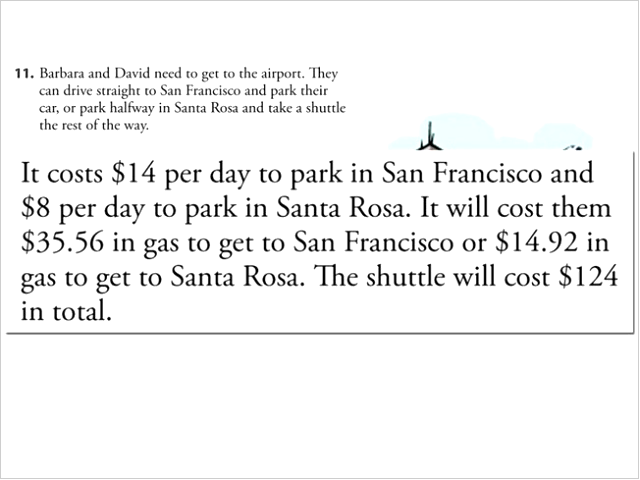 11. Barbara and David need to get to the airport. They
can drive straight to San Francisco and park their
car, or park halfway in Santa Rosa and take a shuttle
the rest of the way.
It costs $14 per day to park in San Francisco and
$8 per day to park in Santa Rosa. It will cost them
$35.56 in gas to get to San Francisco or $14.92 in
gas to get to Santa Rosa. The shuttle will cost $124
in total.